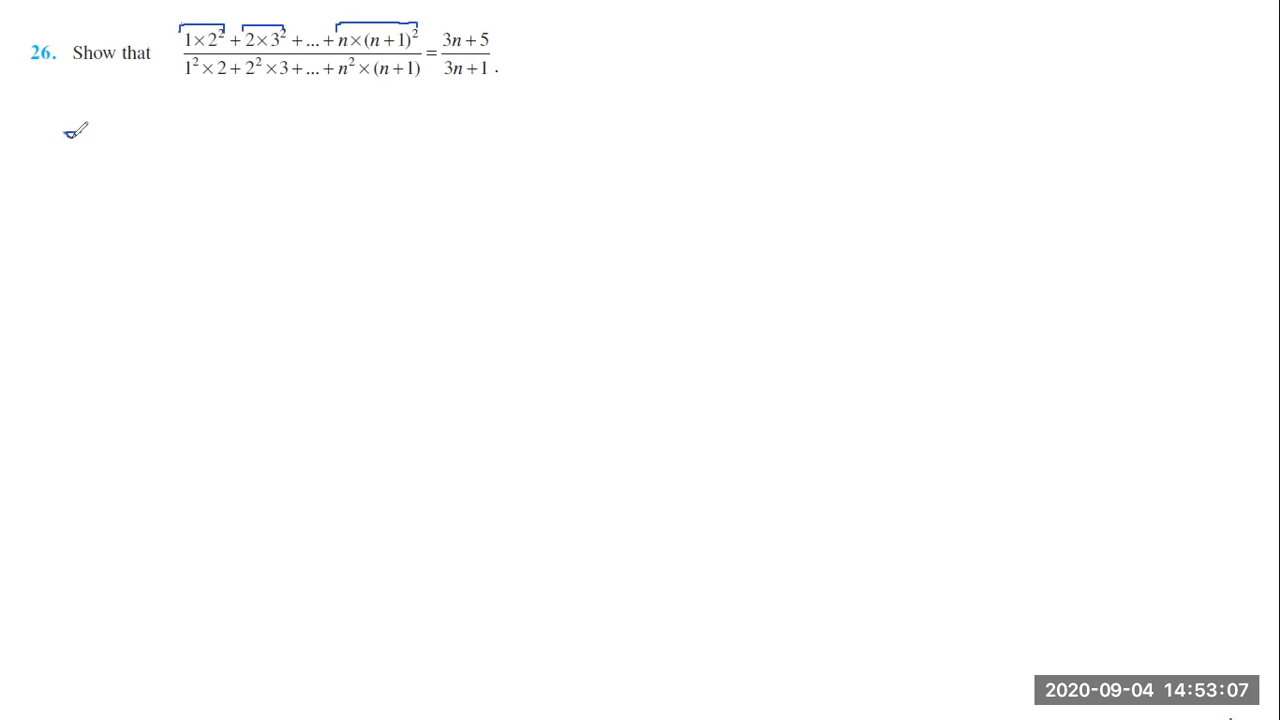 26. Show that (1×2²+2×3²+...+n×(n+1)²)/(1²×2+2²×3+...+n²×(n+1)) = (3n+5)/(3n+1).
2020-09-04 14:53:07